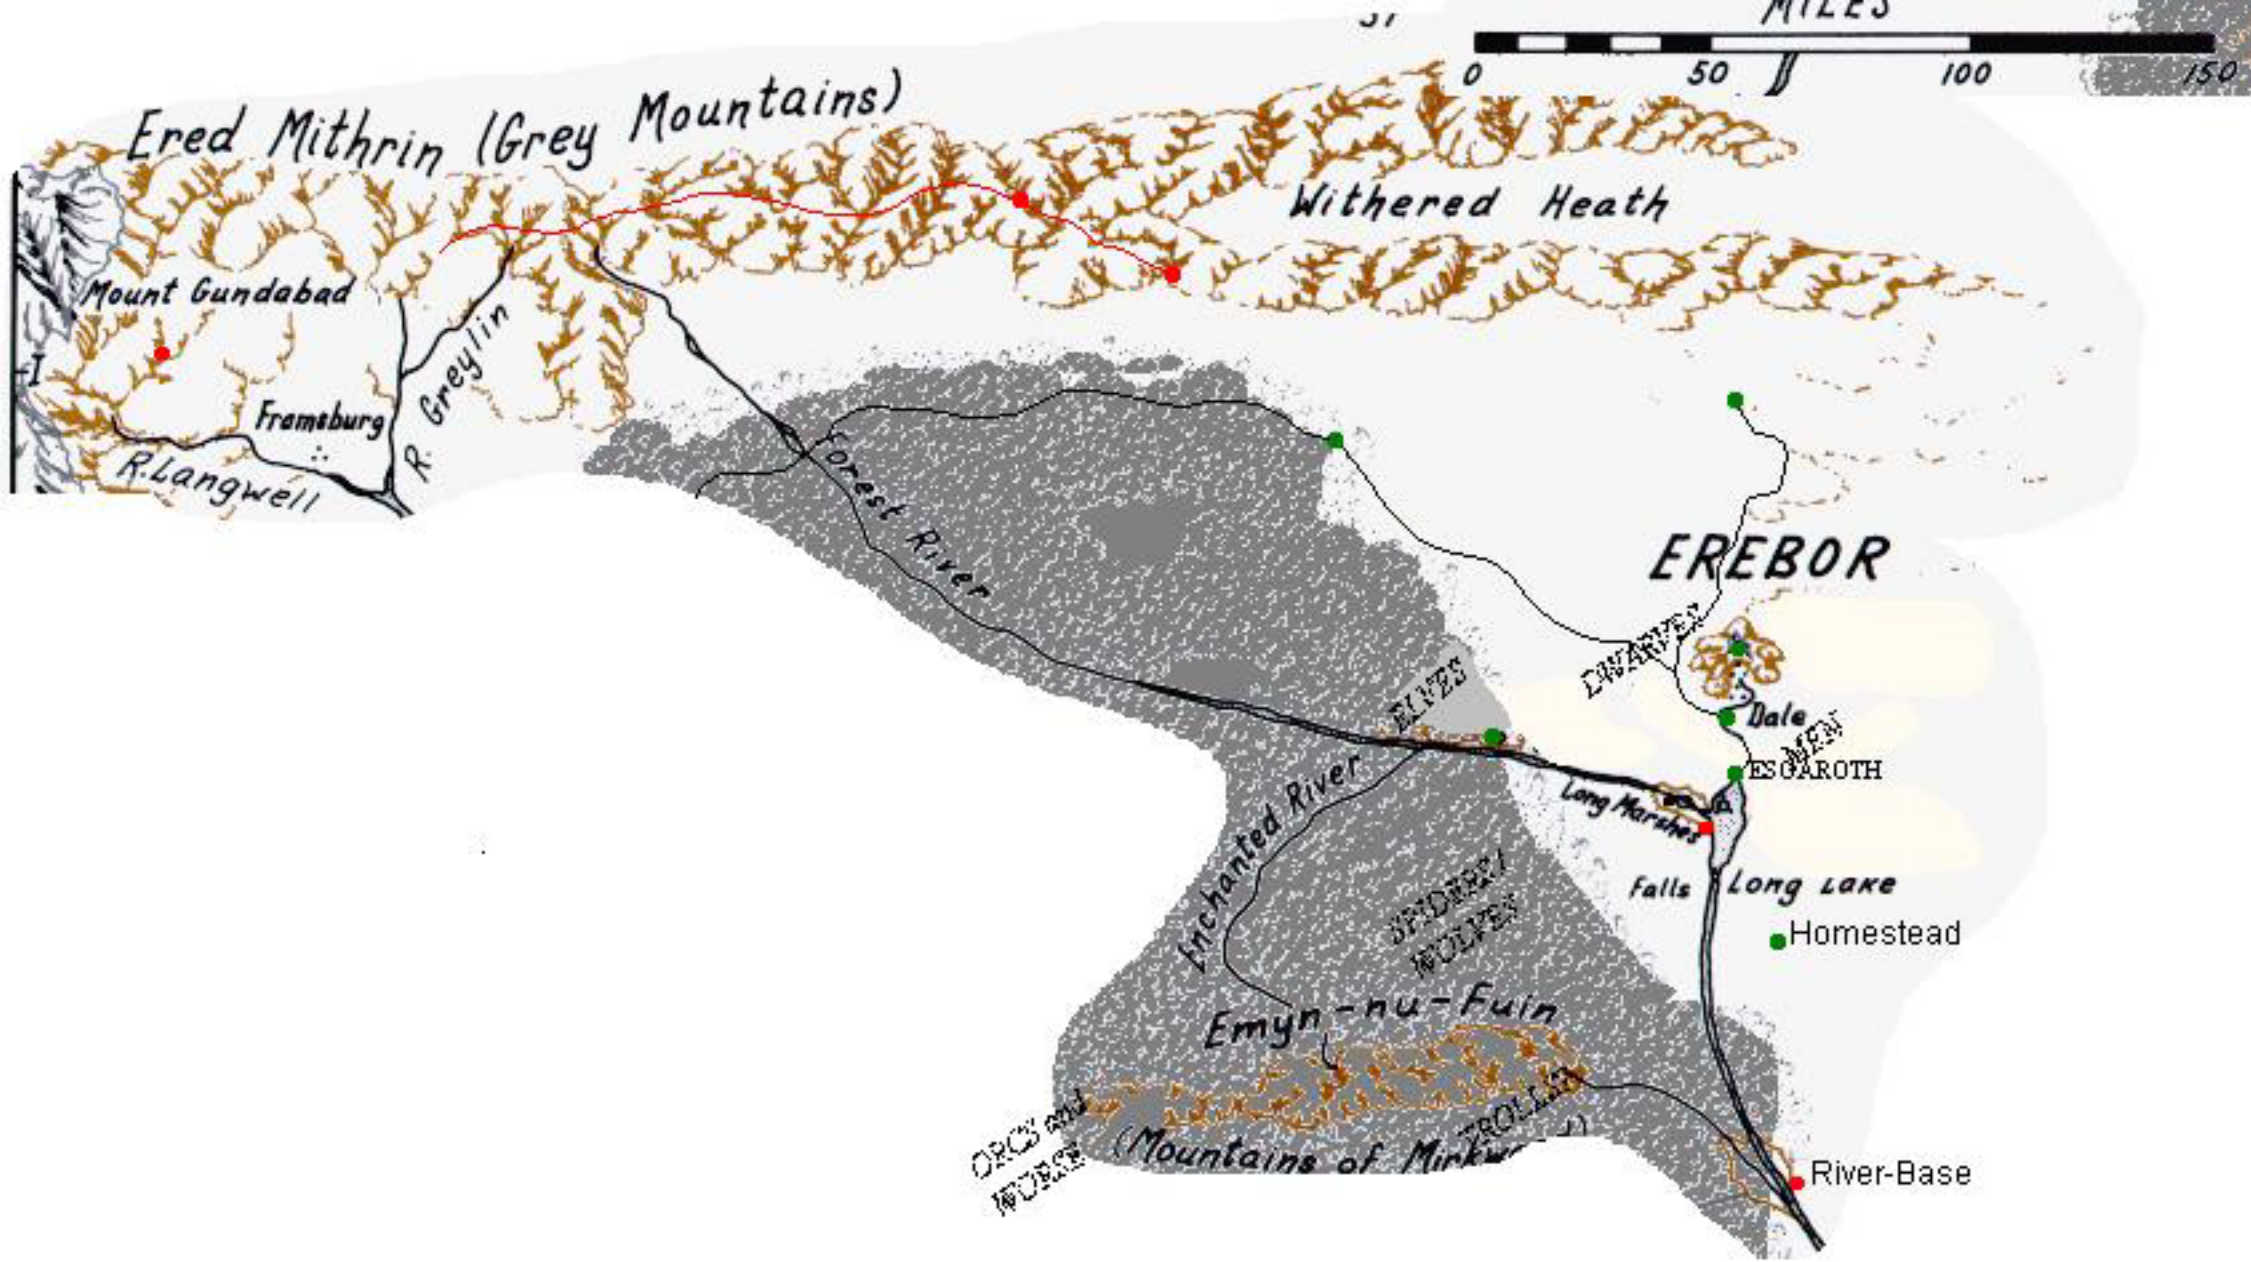 MILES
0 50 100 150
Ered Mithrin (Grey Mountains)
Withered Heath
Mount Gundabad
R. Greylin
Framsburg
R. Langwell
Forest River
EREBOR
DWARVES
ELVES
Dale
MEN
ESGAROTH
Long Marshes
Enchanted River
SPIDERS/
WOLVES
Falls
Long Lake
Homestead
Emyn-nu-Fuin
TROLLS
ORCS and
WORSE
(Mountains of
River-Base